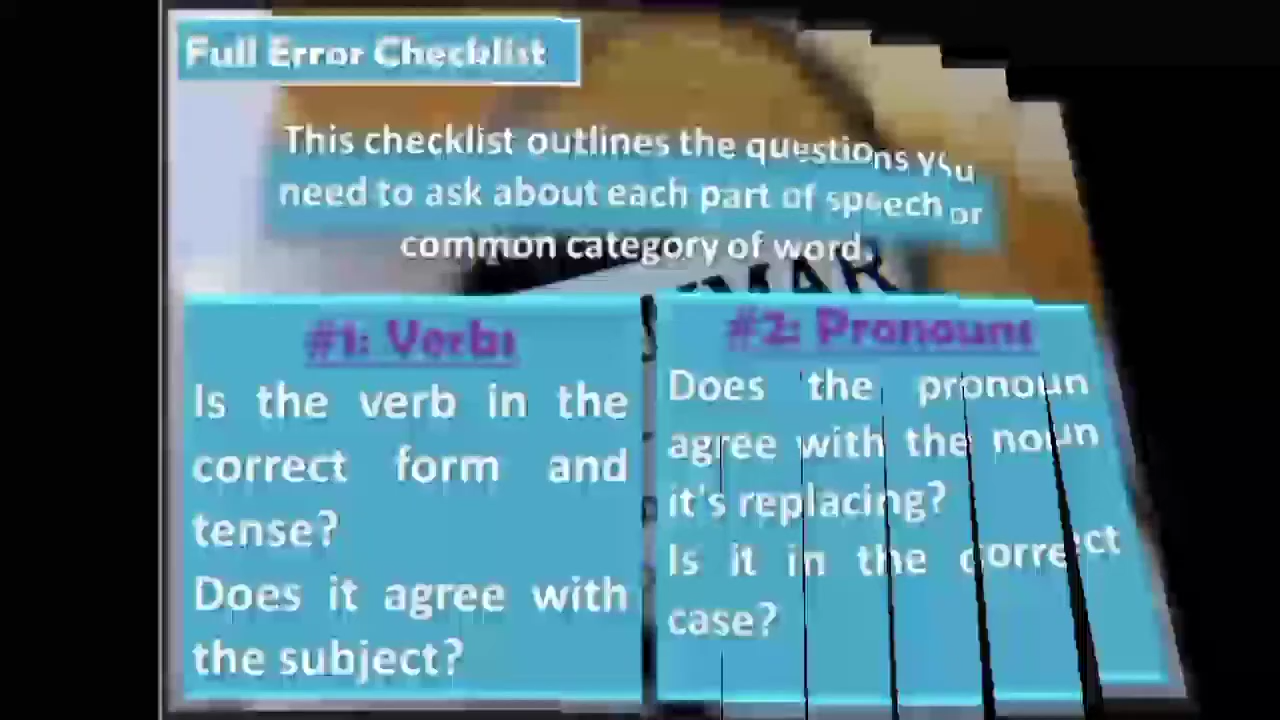 Full Error Checklist
This checklist outlines the questions you
need to ask about each part of speech or
common category of word.
#1: Verbs
Is the verb in the
correct form and
tense?
Does it agree with
the subject?
#2: Pronouns
Does the pronoun
agree with the noun
it's replacing?
Is it in the correct
case?